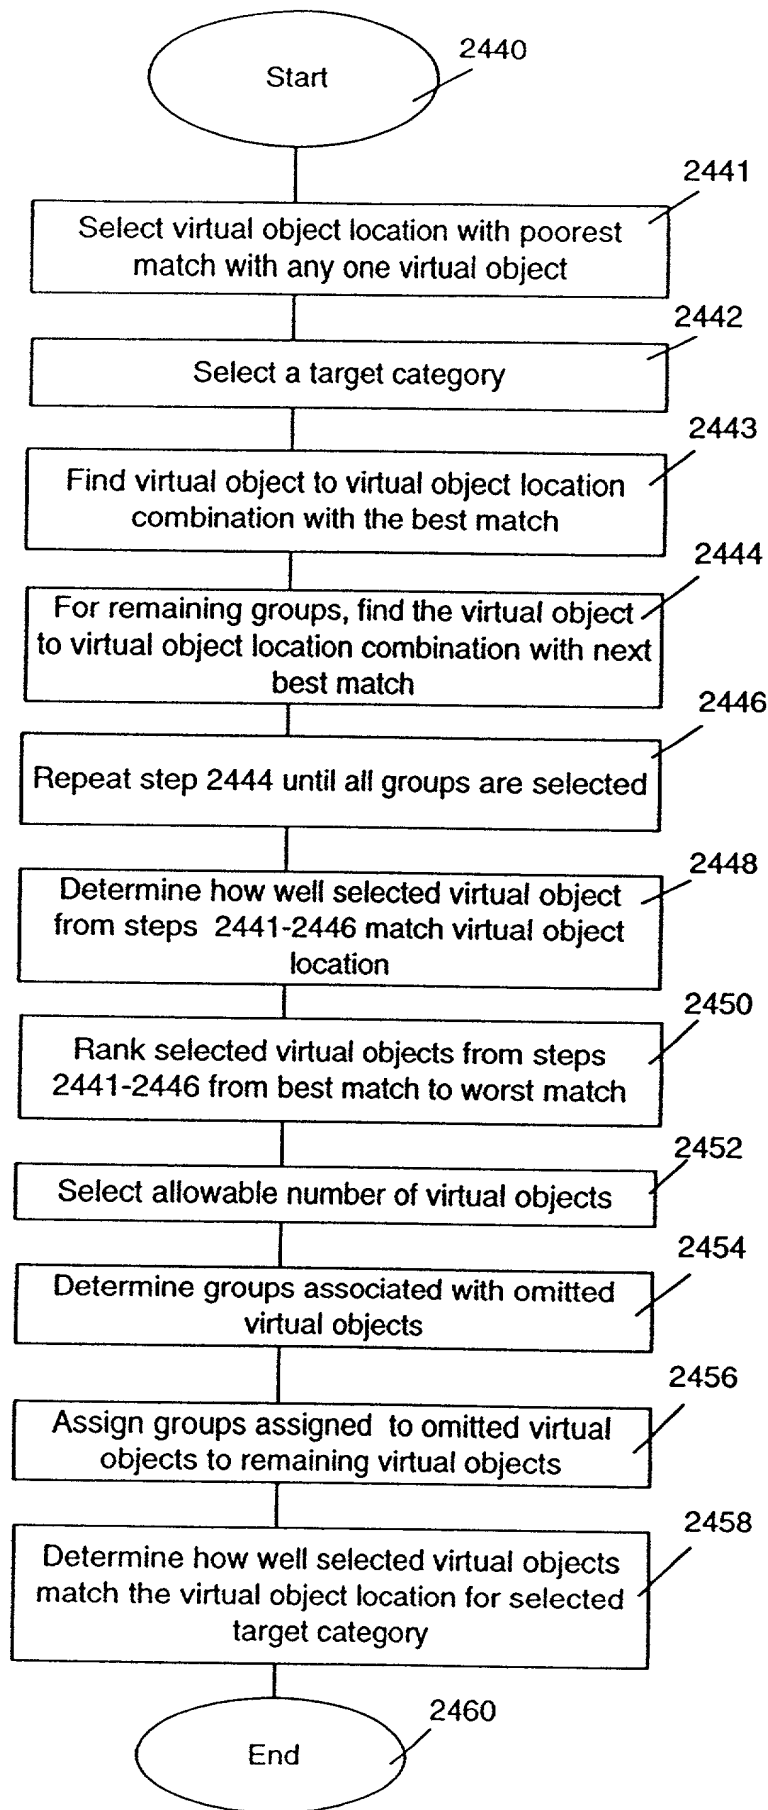 2440
Start
2441
Select virtual object location with poorest
match with any one virtual object
2442
Select a target category
2443
Find virtual object to virtual object location
combination with the best match
2444
For remaining groups, find the virtual object
to virtual object location combination with next
best match
2446
Repeat step 2444 until all groups are selected
2448
Determine how well selected virtual object
from steps 2441-2446 match virtual object
location
2450
Rank selected virtual objects from steps
2441-2446 from best match to worst match
2452
Select allowable number of virtual objects
2454
Determine groups associated with omitted
virtual objects
2456
Assign groups assigned to omitted virtual
objects to remaining virtual objects
2458
Determine how well selected virtual objects
match the virtual object location for selected
target category
2460
End